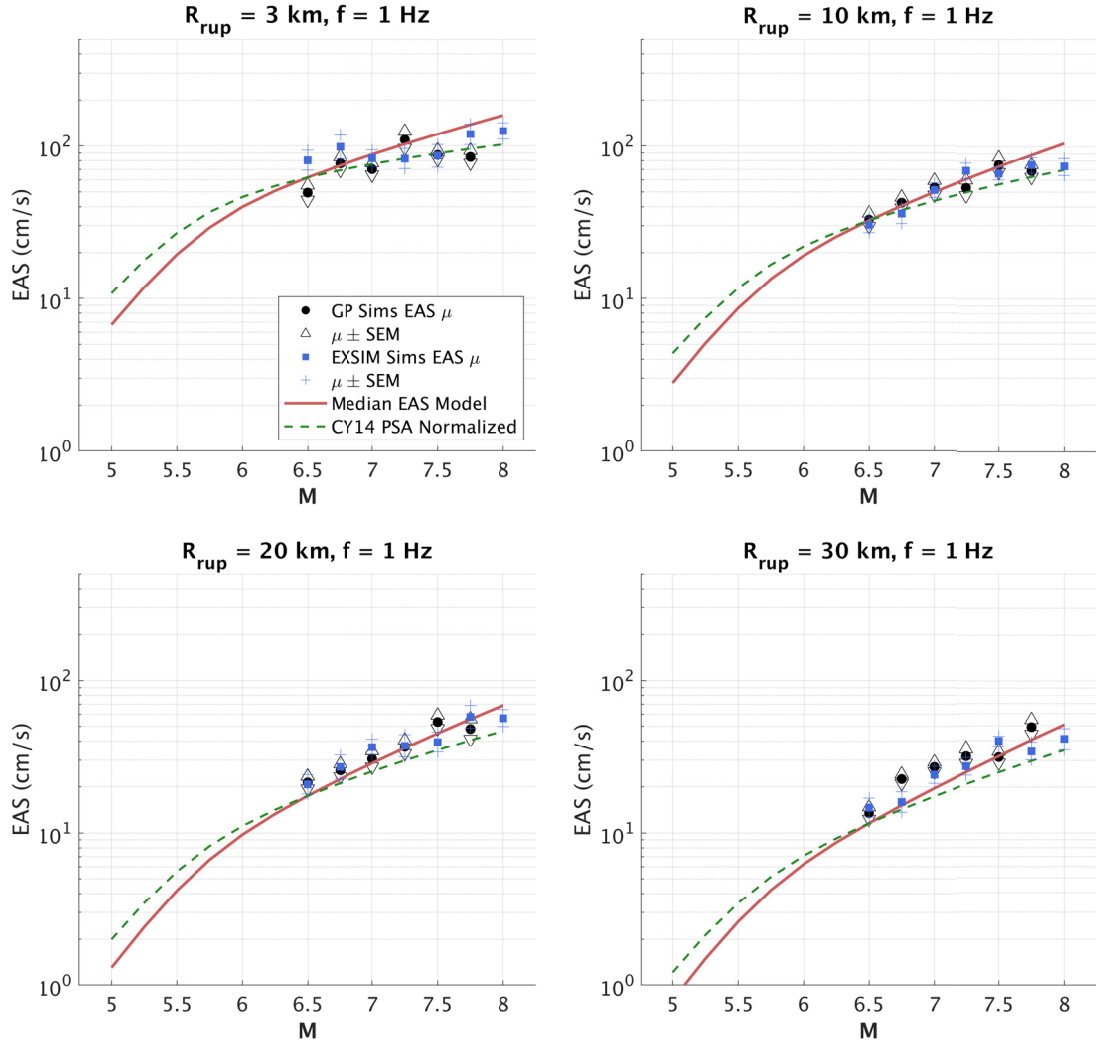 R_rup = 3 km, f = 1 Hz
EAS (cm/s)
10^2
10^1
10^0
GP Sims EAS μ
μ ± SEM
EXSIM Sims EAS μ
μ ± SEM
Median EAS Model
CY14 PSA Normalized
5 5.5 6 6.5 7 7.5 8
M
R_rup = 10 km, f = 1 Hz
EAS (cm/s)
10^2
10^1
10^0
5 5.5 6 6.5 7 7.5 8
M
R_rup = 20 km, f = 1 Hz
EAS (cm/s)
10^2
10^1
10^0
5 5.5 6 6.5 7 7.5 8
M
R_rup = 30 km, f = 1 Hz
EAS (cm/s)
10^2
10^1
10^0
5 5.5 6 6.5 7 7.5 8
M